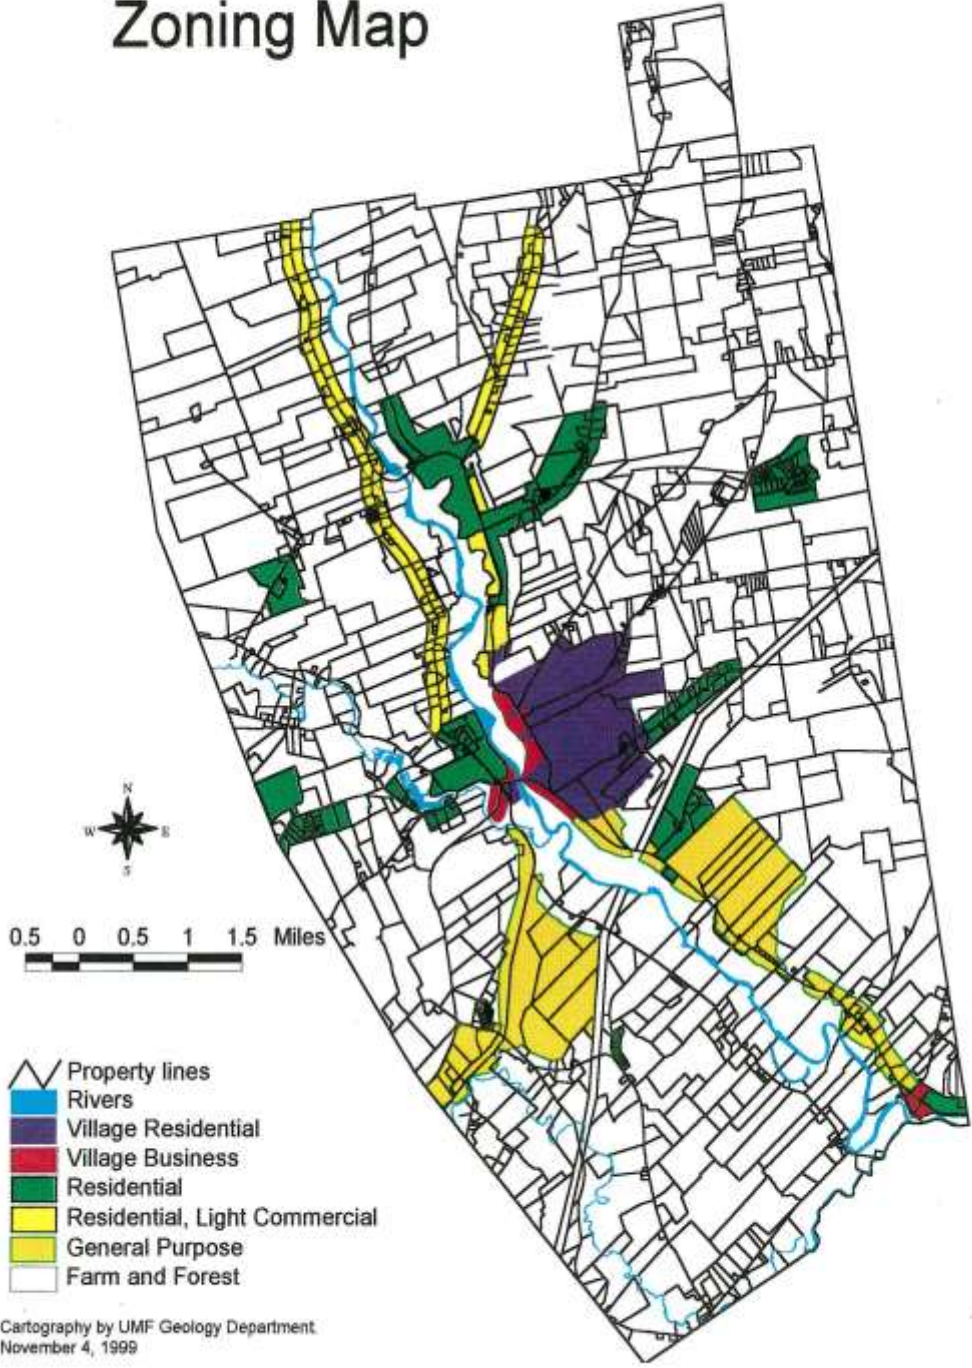 Zoning Map
N
W E
S
0.5 0 0.5 1 1.5 Miles
Property lines
Rivers
Village Residential
Village Business
Residential
Residential, Light Commercial
General Purpose
Farm and Forest
Cartography by UMF Geology Department.
November 4, 1999